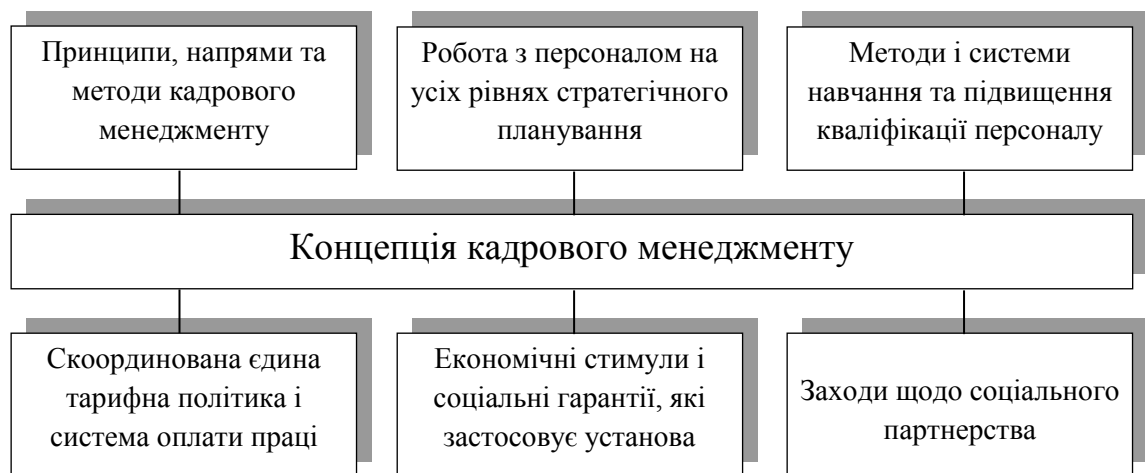 Принципи, напрями та
методи кадрового
менеджменту
Робота з персоналом на
усіх рівнях стратегічного
планування
Методи і системи
навчання та підвищення
кваліфікації персоналу
Концепція кадрового менеджменту
Скоординована єдина
тарифна політика і
система оплати праці
Економічні стимули і
соціальні гарантії, які
застосовує установа
Заходи щодо соціального
партнерства